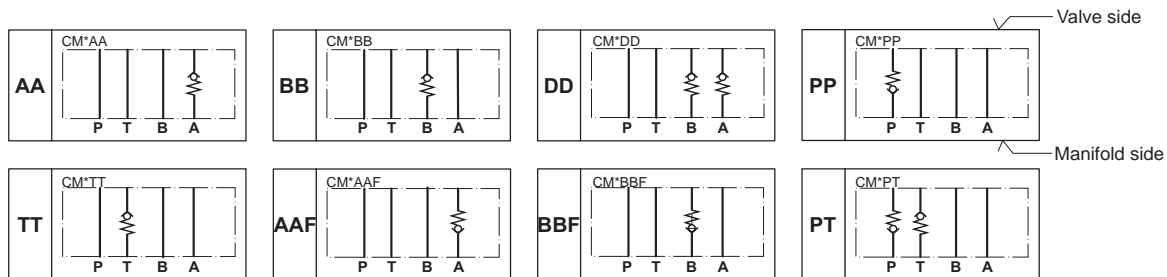 Valve side
AA
CM*AA
P T B A
BB
CM*BB
P T B A
DD
CM*DD
P T B A
PP
CM*PP
P T B A
Manifold side
TT
CM*TT
P T B A
AAF
CM*AAF
P T B A
BBF
CM*BBF
P T B A
PT
CM*PT
P T B A